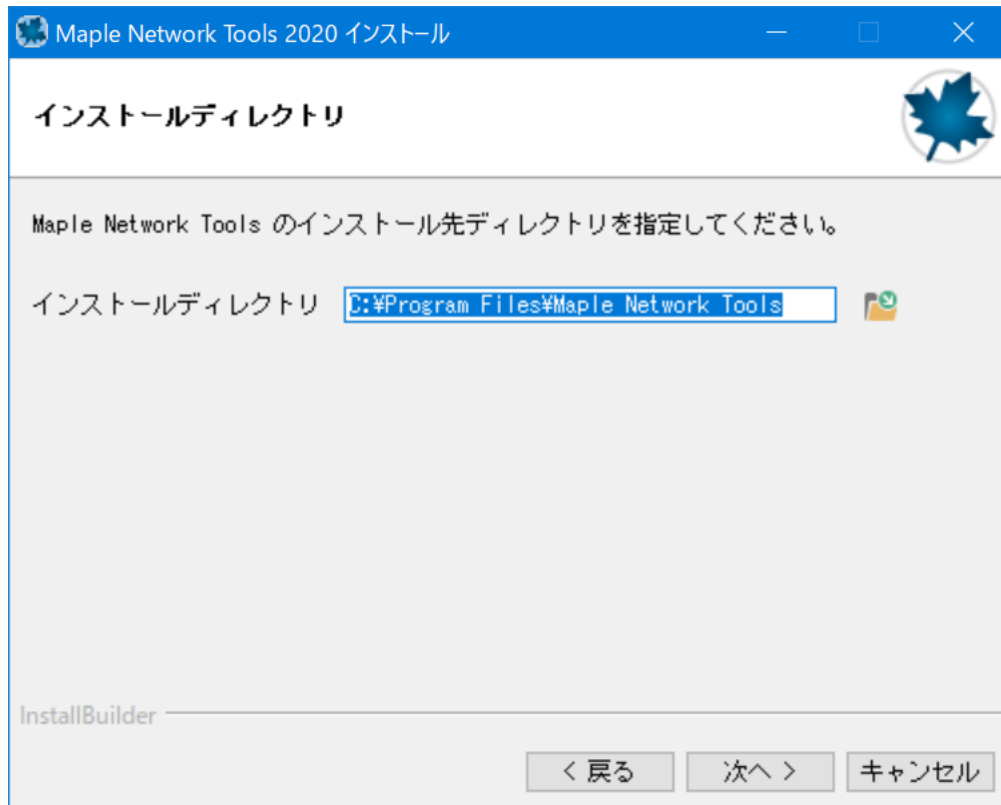 Maple Network Tools 2020 インストール
インストールディレクトリ
Maple Network Tools のインストール先ディレクトリを指定してください。
インストールディレクトリ C:¥Program Files¥Maple Network Tools
InstallBuilder
< 戻る 次へ > キャンセル